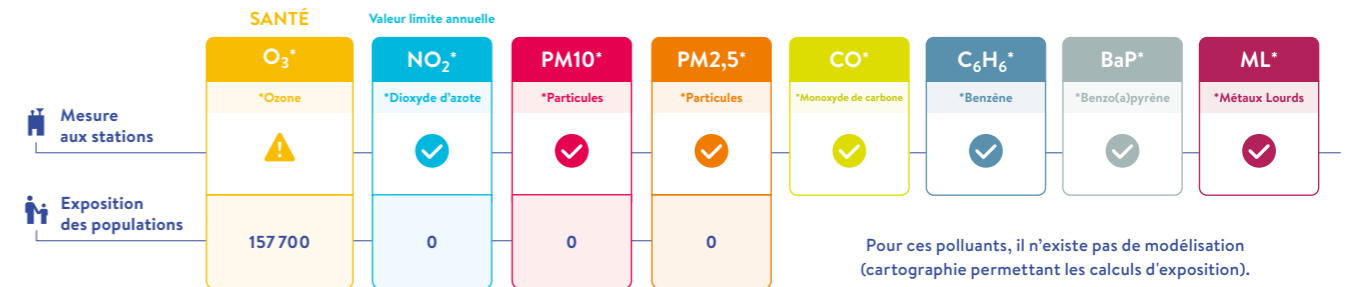 SANTÉ
Valeur limite annuelle
O3*
NO2*
PM10*
PM2,5*
CO*
C6H6*
BaP*
ML*
*Ozone
*Dioxyde d'azote
*Particules
*Particules
*Monoxyde de carbone
*Benzène
*Benzo(a)pyrène
*Métaux Lourds
Mesure
aux stations
Exposition
des populations
157 700
0
0
0
Pour ces polluants, il n'existe pas de modélisation
(cartographie permettant les calculs d'exposition).